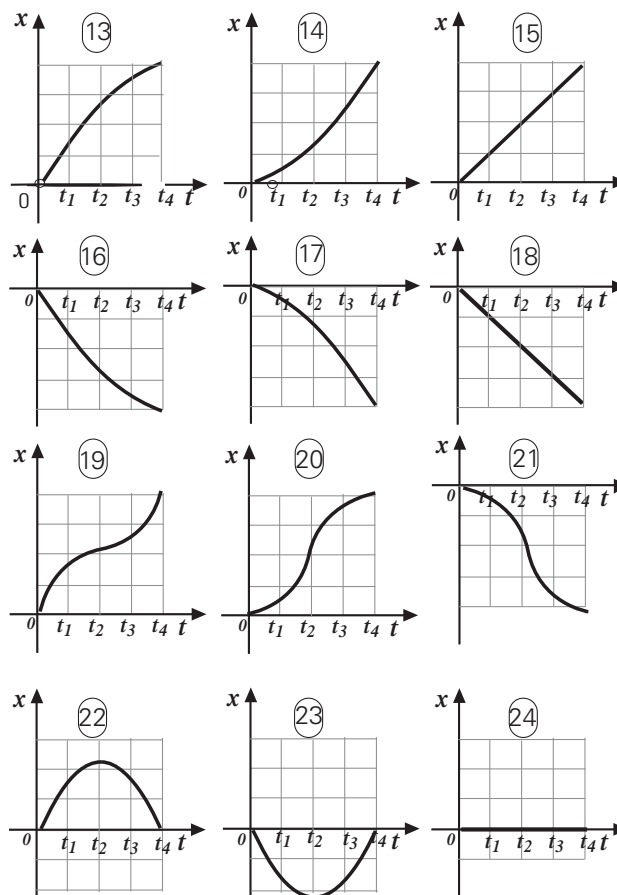 x 13 x 14 x 15
0 t1 t2 t3 t4 t 0 t1 t2 t3 t4 t 0 t1 t2 t3 t4 t
x 16 x 17 x 18
0 t1 t2 t3 t4 t 0 t1 t2 t3 t4 t 0 t1 t2 t3 t4 t
x 19 x 20 x 21
0 t1 t2 t3 t4 t
0 t1 t2 t3 t4 t 0 t1 t2 t3 t4 t
x 22 x 23 x 24
0 t1 t2 t3 t4 t 0 t1 t2 t3 t4 t 0 t1 t2 t3 t4 t